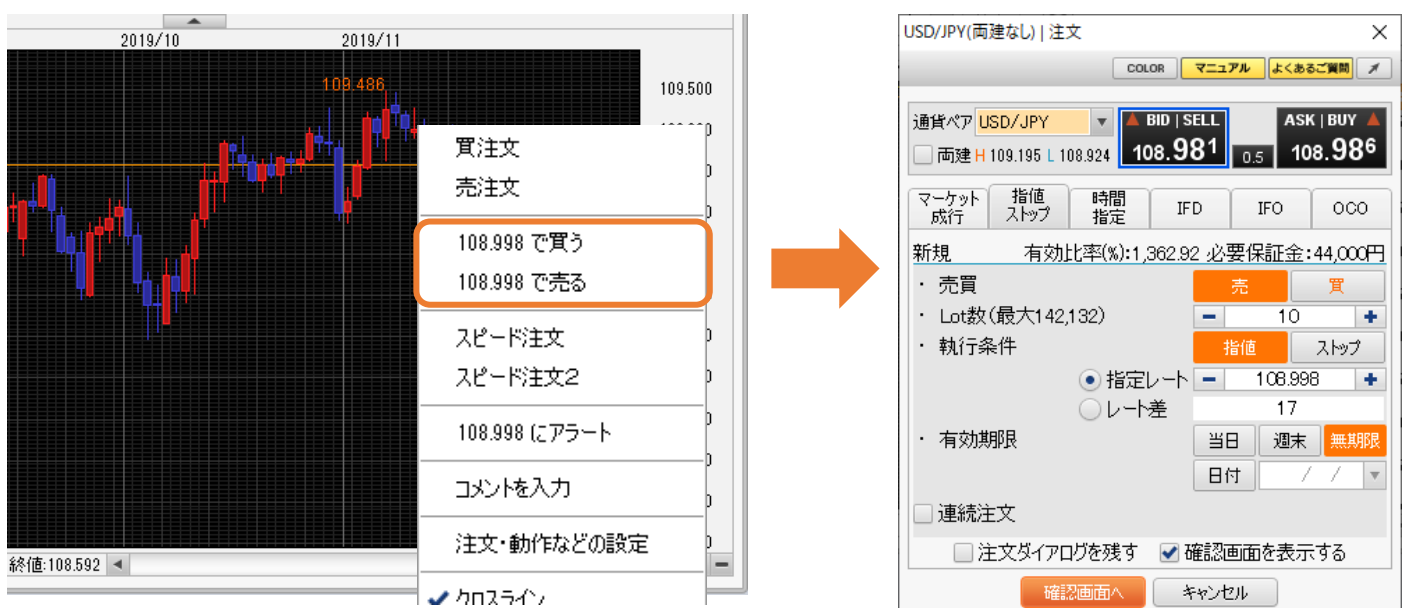 2019/10 2019/11
109.486
109.500
買注文
売注文
108.998 で買う
108.998 で売る
スピード注文
スピード注文2
108.998 にアラート
コメントを入力
注文・動作などの設定
クロスライン
終値:108.592
USD/JPY(両建なし) | 注文
COLOR マニュアル よくあるご質問
通貨ペア USD/JPY
BID | SELL ASK | BUY
両建 H 109.195 L 108.924
108.981 0.5 108.986
マーケット成行 指値ストップ 時間指定 IFD IFO OCO
新規 有効比率(%):1,362.92 必要保証金:44,000円
・ 売買 売 買
・ Lot数(最大142,132) 10
・ 執行条件 指値 ストップ
指定レート 108.998
レート差 17
・ 有効期限 当日 週末 無期限
日付 / /
連続注文
注文ダイアログを残す 確認画面を表示する
確認画面へ キャンセル